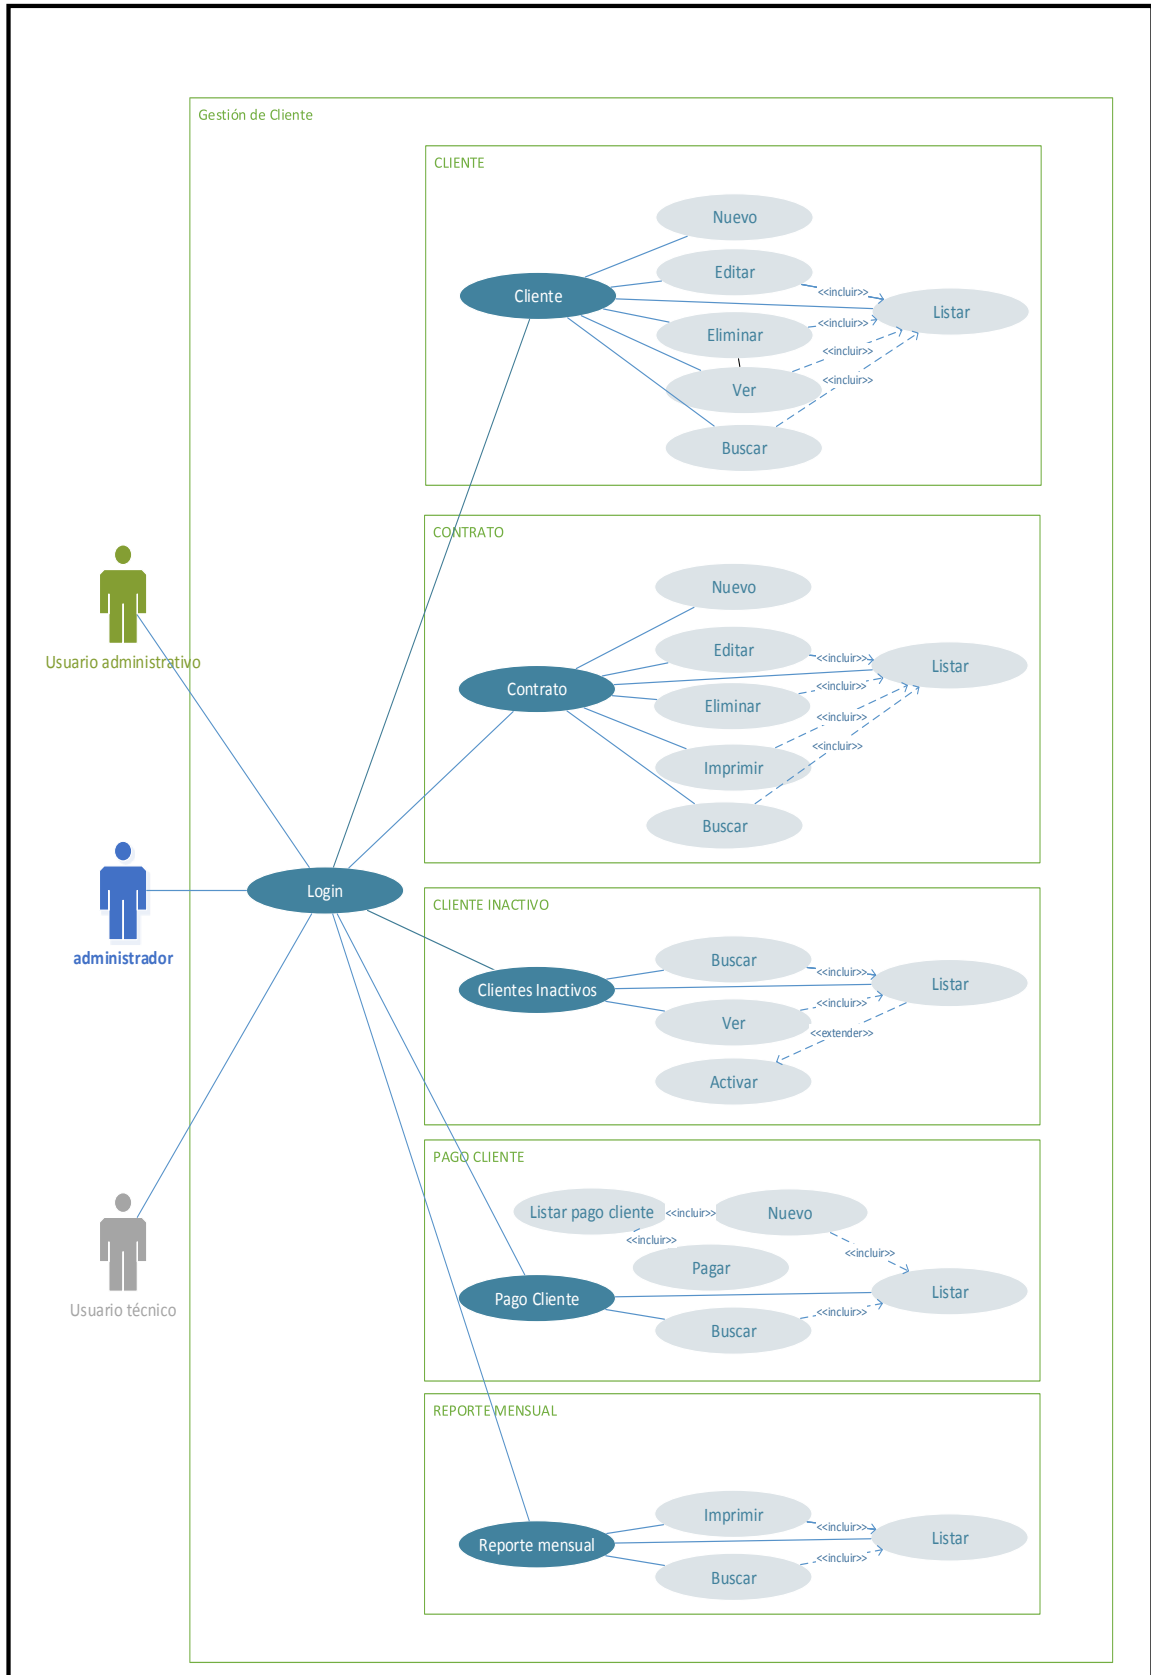 Gestión de Cliente
CLIENTE
Nuevo
Editar
<<incluir>>
Cliente
Listar
<<incluir>>
Eliminar
<<incluir>>
<<incluir>>
Ver
Buscar
CONTRATO
Nuevo
Editar
<<incluir>>
Listar
<<incluir>>
Contrato
Eliminar
<<incluir>>
<<incluir>>
Imprimir
Buscar
Usuario administrativo
administrador
Usuario técnico
Login
CLIENTE INACTIVO
Buscar
<<incluir>>
Clientes Inactivos
Listar
<<incluir>>
Ver
<<extender>>
Activar
PAGO CLIENTE
Listar pago cliente
<<incluir>>
Nuevo
<<incluir>>
<<incluir>>
Pagar
Pago Cliente
Listar
<<incluir>>
Buscar
REPORTE MENSUAL
Imprimir
<<incluir>>
Reporte mensual
Listar
<<incluir>>
Buscar